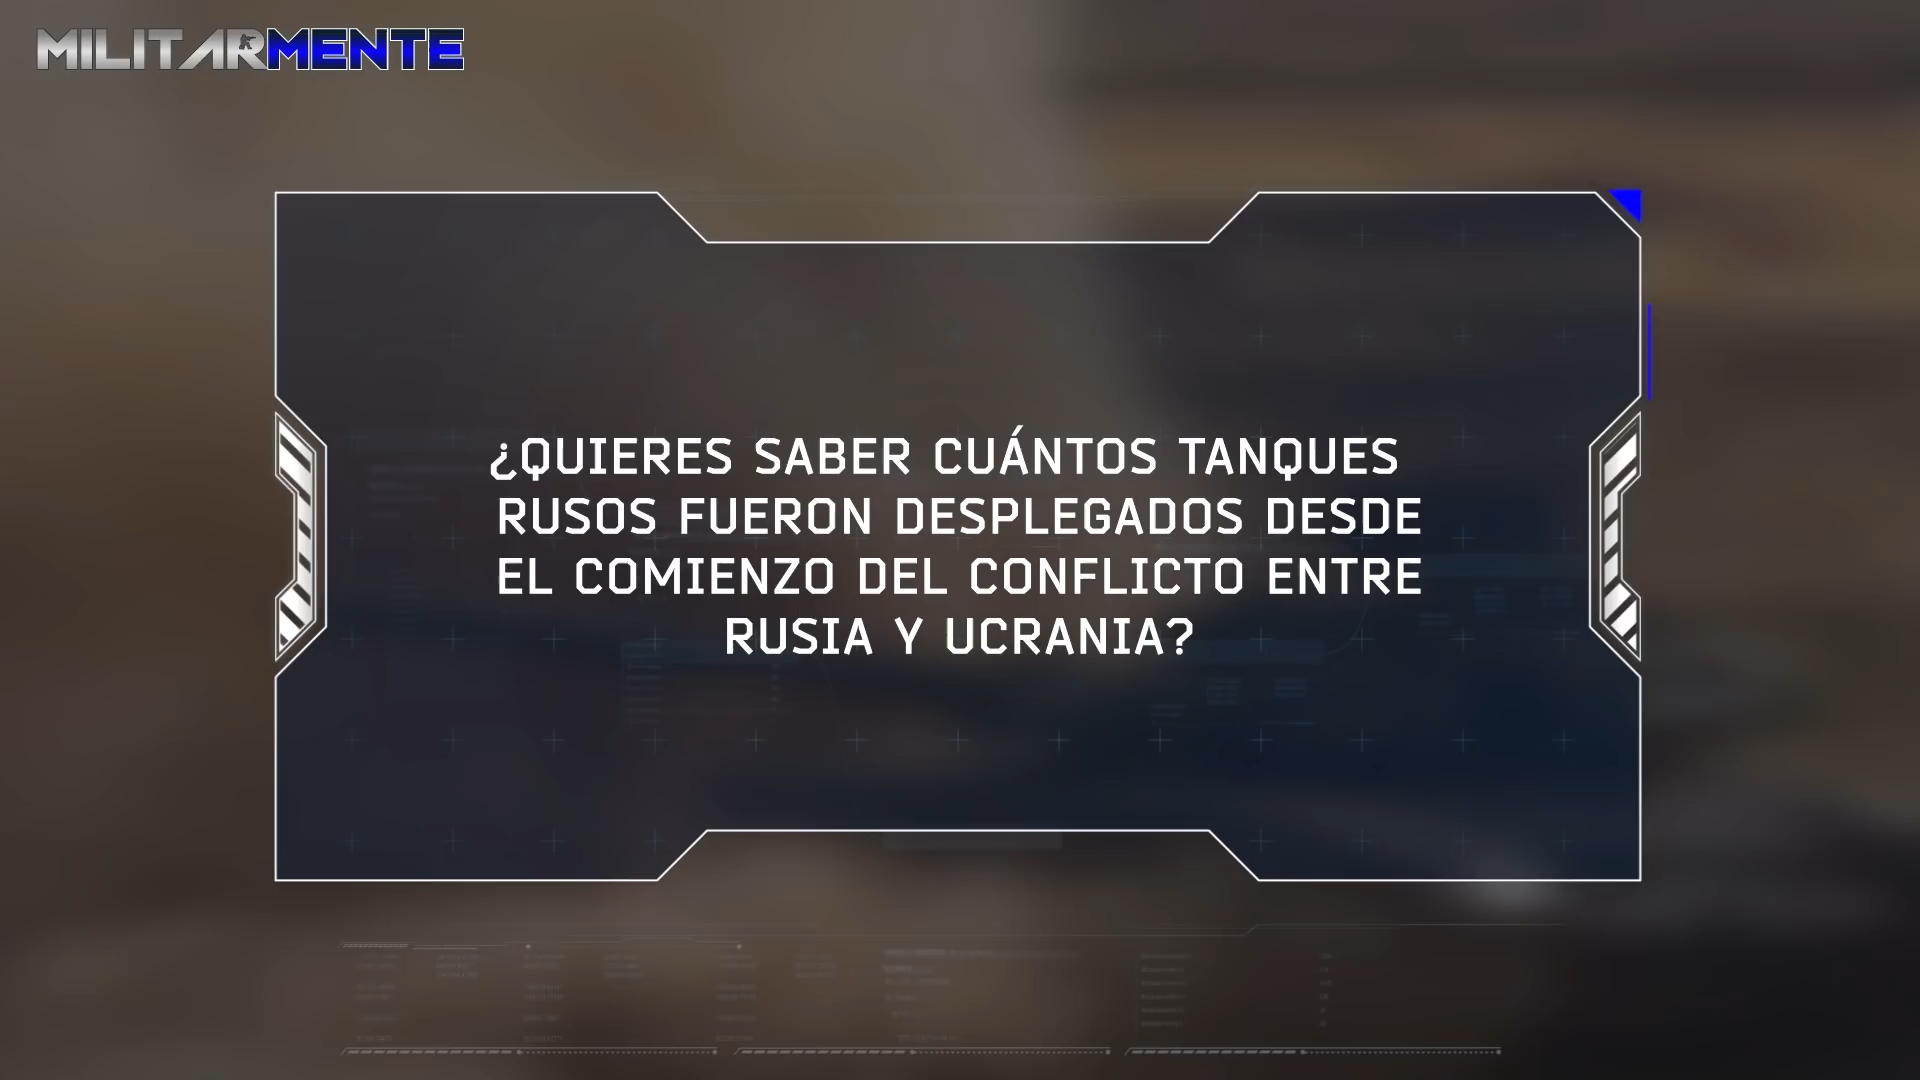 MILITARMENTE
¿QUIERES SABER CUÁNTOS TANQUES
RUSOS FUERON DESPLEGADOS DESDE
EL COMIENZO DEL CONFLICTO ENTRE
RUSIA Y UCRANIA?